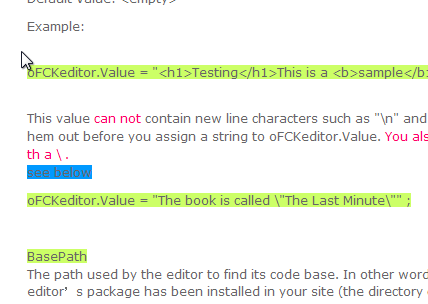 Default Value: <empty>
Example:
oFCKeditor.Value = "<h1>Testing</h1>This is a <b>sample</b
This value can not contain new line characters such as "\n" and
hem out before you assign a string to oFCKeditor.Value. You als
th a \ .
see below
oFCKeditor.Value = "The book is called \"The Last Minute\"" ;
BasePath
The path used by the editor to find its code base. In other word
editor’s package has been installed in your site (the directory